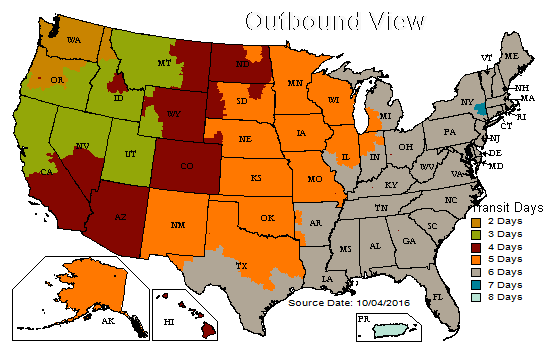 Outbound View
WA
VT
ME
MT
ND
OR
MN
ID
SD
WI
NY
NH
MA
WY
MI
RI
CT
IA
PA
NE
NJ
NV
OH
IL
IN
DE
UT
MD
CA
CO
WV
VA
KS
MO
KY
NC
TN
Transit Days
OK
AZ
NM
AR
SC
2 Days
3 Days
GA
MS
AL
4 Days
5 Days
TX
6 Days
LA
7 Days
FL
8 Days
Source Date: 10/04/2016
AK
HI
PR